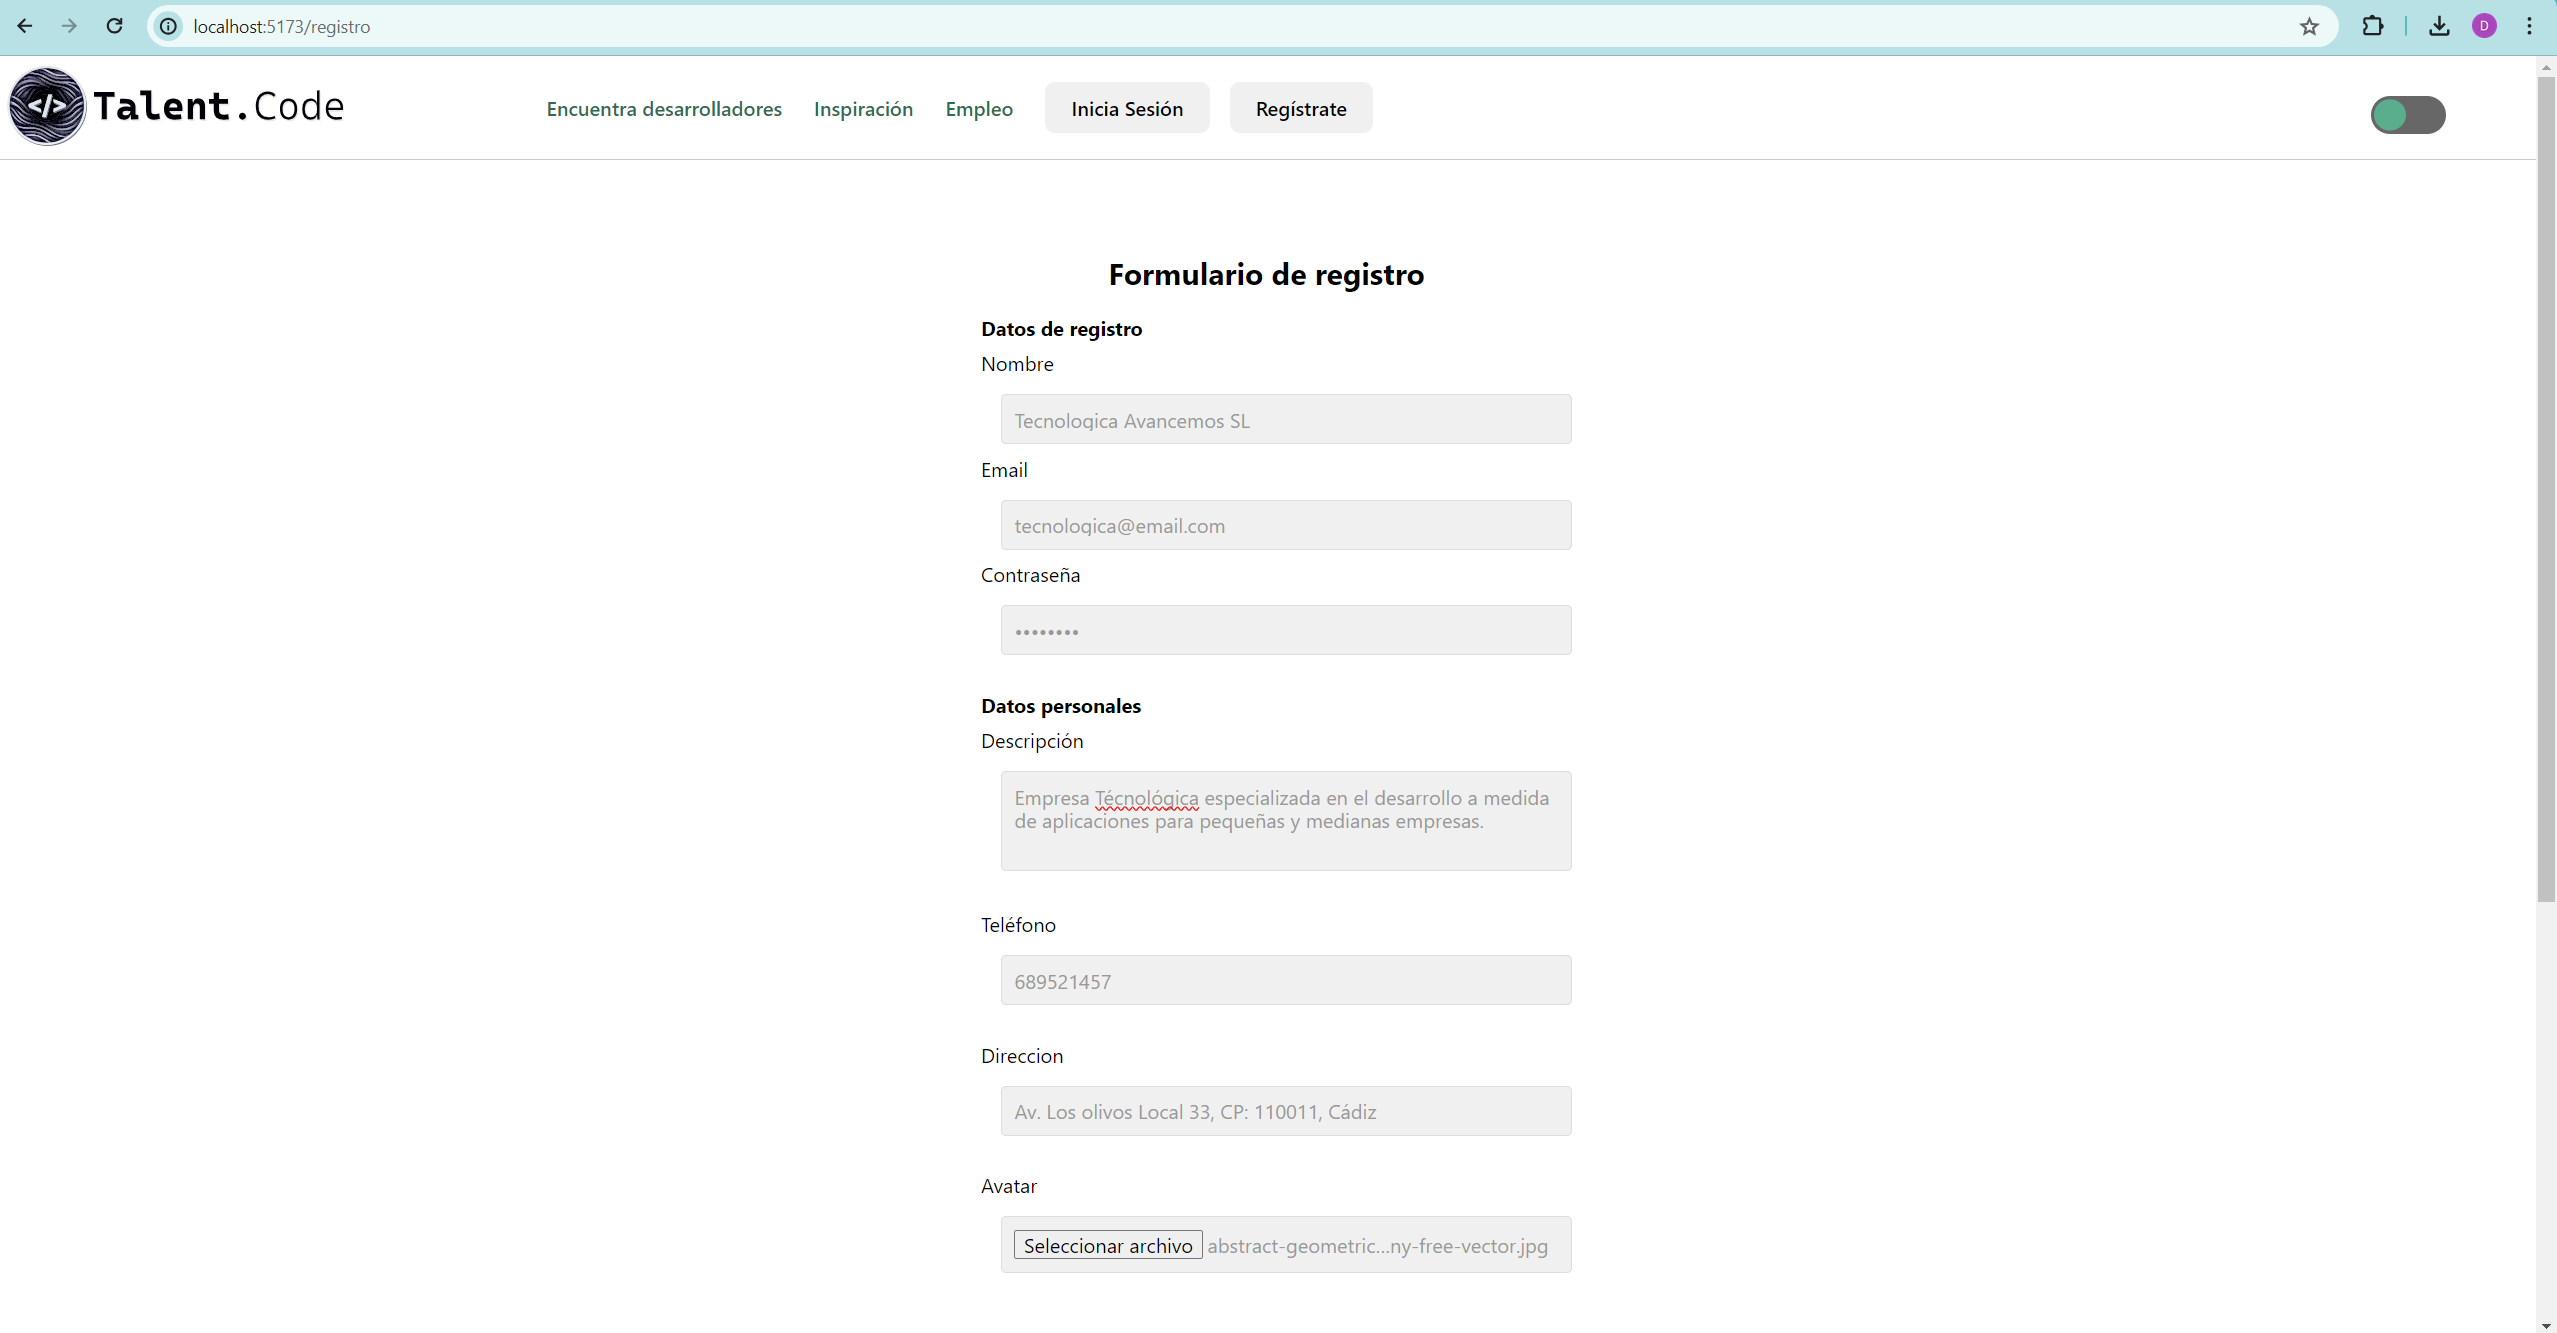 localhost:5173/registro
D
</> Talent.Code
Encuentra desarrolladores Inspiración Empleo Inicia Sesión Regístrate
Formulario de registro
Datos de registro
Nombre
Tecnologica Avancemos SL
Email
tecnologica@email.com
Contraseña
••••••••
Datos personales
Descripción
Empresa Técnológica especializada en el desarrollo a medida
de aplicaciones para pequeñas y medianas empresas.
Teléfono
689521457
Direccion
Av. Los olivos Local 33, CP: 110011, Cádiz
Avatar
Seleccionar archivo abstract-geometric...ny-free-vector.jpg